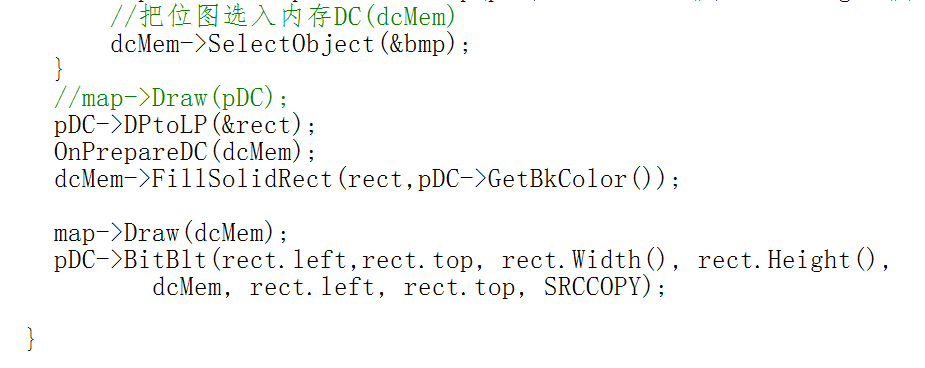 //把位图选入内存DC(dcMem)
dcMem->SelectObject(&bmp);
}
//map->Draw(pDC);
pDC->DPtoLP(&rect);
OnPrepareDC(dcMem);
dcMem->FillSolidRect(rect,pDC->GetBkColor());
map->Draw(dcMem);
pDC->BitBlt(rect.left,rect.top, rect.Width(), rect.Height(),
dcMem, rect.left, rect.top, SRCCOPY);
}